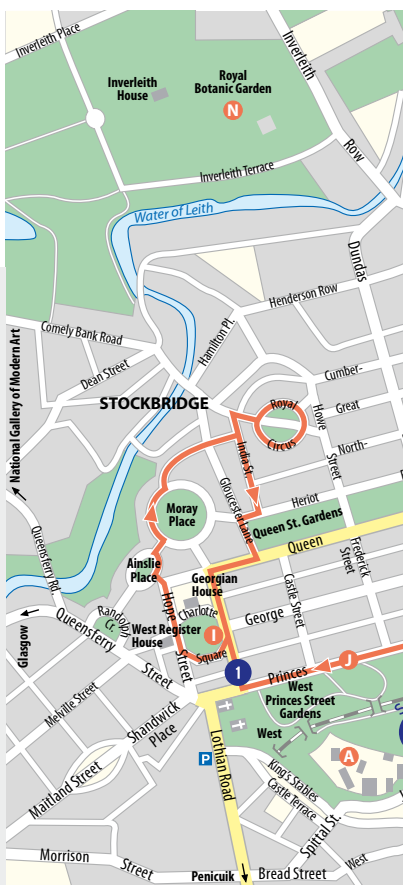 Inverleith Place
Inverleith
Row
Inverleith
House
Royal
Botanic Garden
N
Inverleith Terrace
Water of Leith
Dundas
Henderson Row
Hamilton Pl.
Comely Bank Road
Dean Street
National Gallery of Modern Art
STOCKBRIDGE
Cumber-
Great
North-
Royal
Circus
Howe
Street
India St.
Gloucester Lane
Heriot
Queen St. Gardens
Queen
Frederick
Street
Moray
Place
Ainslie
Place
Queensferry Rd
Georgian
House
Castle Street
George
Charlotte
Square
I
Hope
Street
Randolph
Cr.
West Register
House
Glasgow
Queensferry
Street
1
Princes
J
West
Princes Street
Gardens
West
Melville Street
Shandwick
Place
Maitland Street
Lothian Road
P
A
King's Stables
Castle Terrace
Spittal St.
Morrison
Street
Penicuik
Bread Street
West